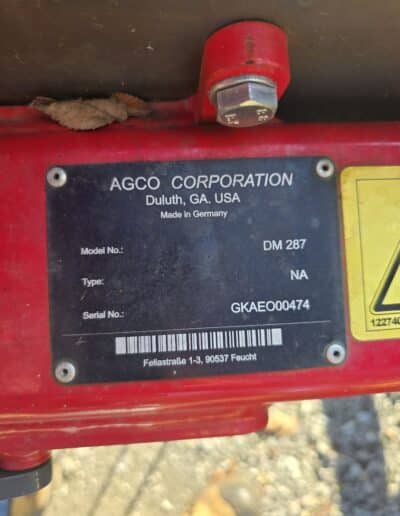 AGCO CORPORATION
Duluth, GA. USA
Made in Germany
Model No.: DM 287
Type: NA
Serial No.: GKAEO00474
Fellastraße 1-3, 90537 Feucht